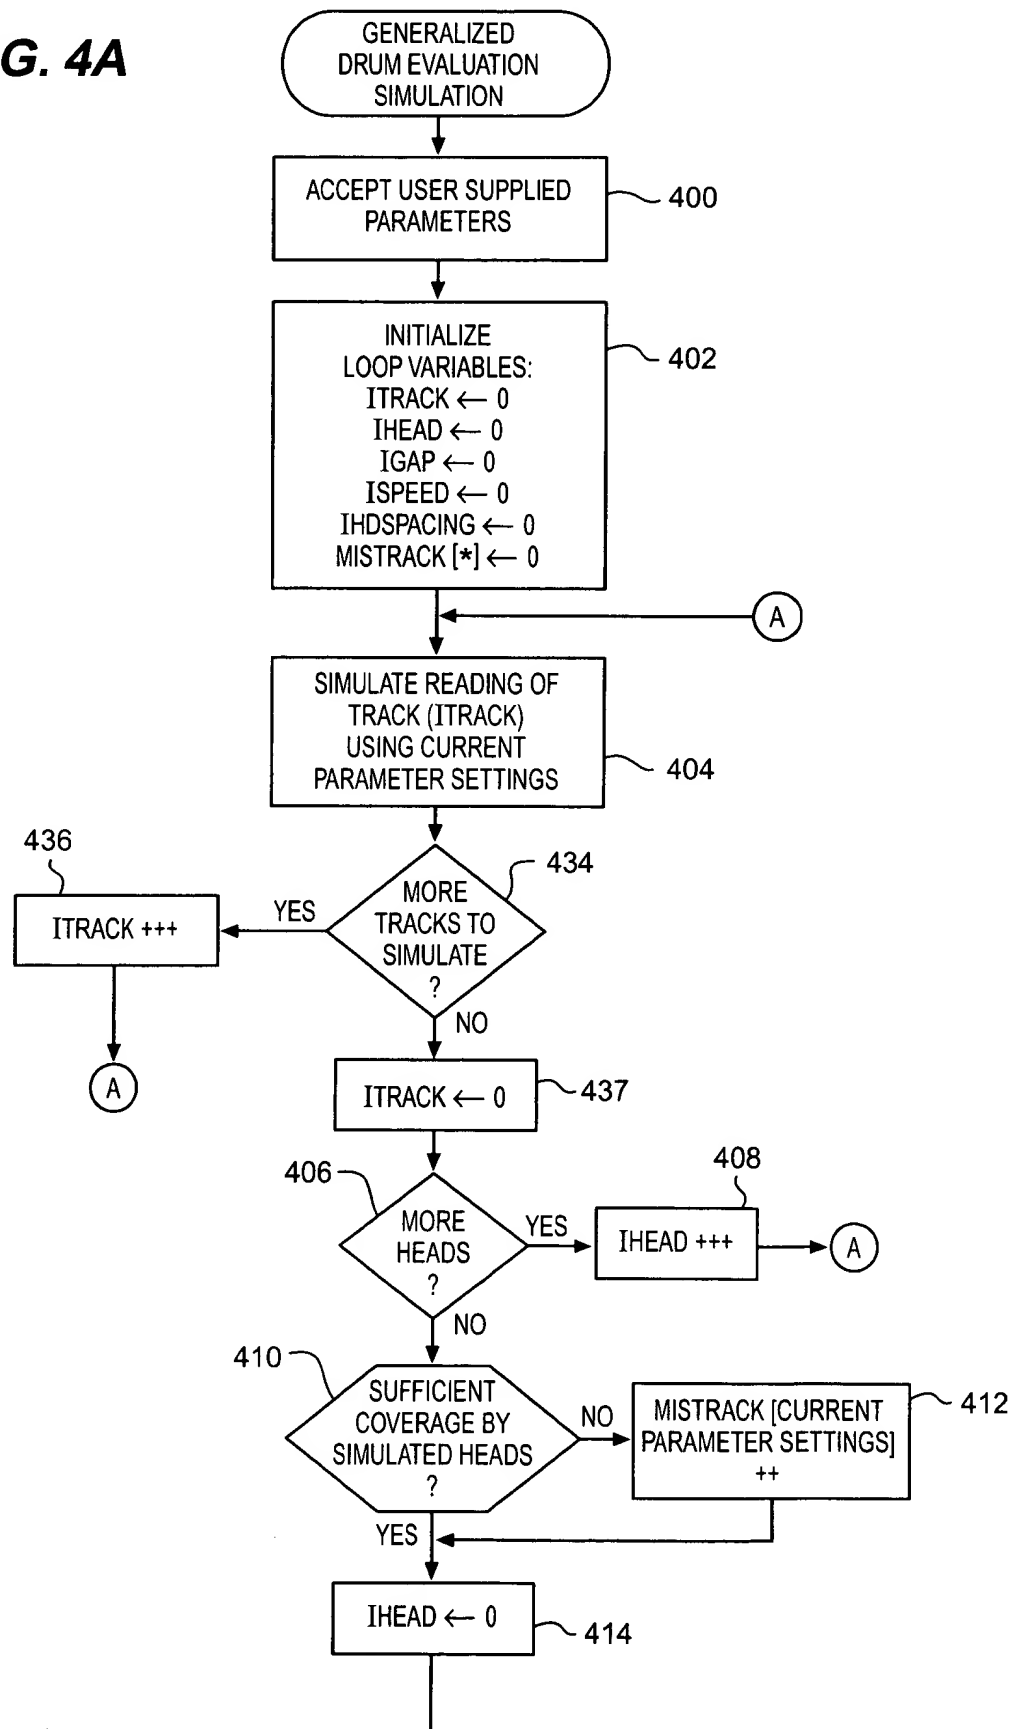 G. 4A
GENERALIZED
DRUM EVALUATION
SIMULATION
ACCEPT USER SUPPLIED
PARAMETERS
400
INITIALIZE
LOOP VARIABLES:
ITRACK ← 0
IHEAD ← 0
IGAP ← 0
ISPEED ← 0
IHDSPACING ← 0
MISTRACK [*] ← 0
402
A
SIMULATE READING OF
TRACK (ITRACK)
USING CURRENT
PARAMETER SETTINGS
404
436
ITRACK +++
YES
MORE
TRACKS TO
SIMULATE
?
434
NO
A
ITRACK ← 0
437
406
MORE
HEADS
?
YES
408
IHEAD +++
A
NO
410
SUFFICIENT
COVERAGE BY
SIMULATED HEADS
?
NO
MISTRACK [CURRENT
PARAMETER SETTINGS]
++
412
YES
IHEAD ← 0
414